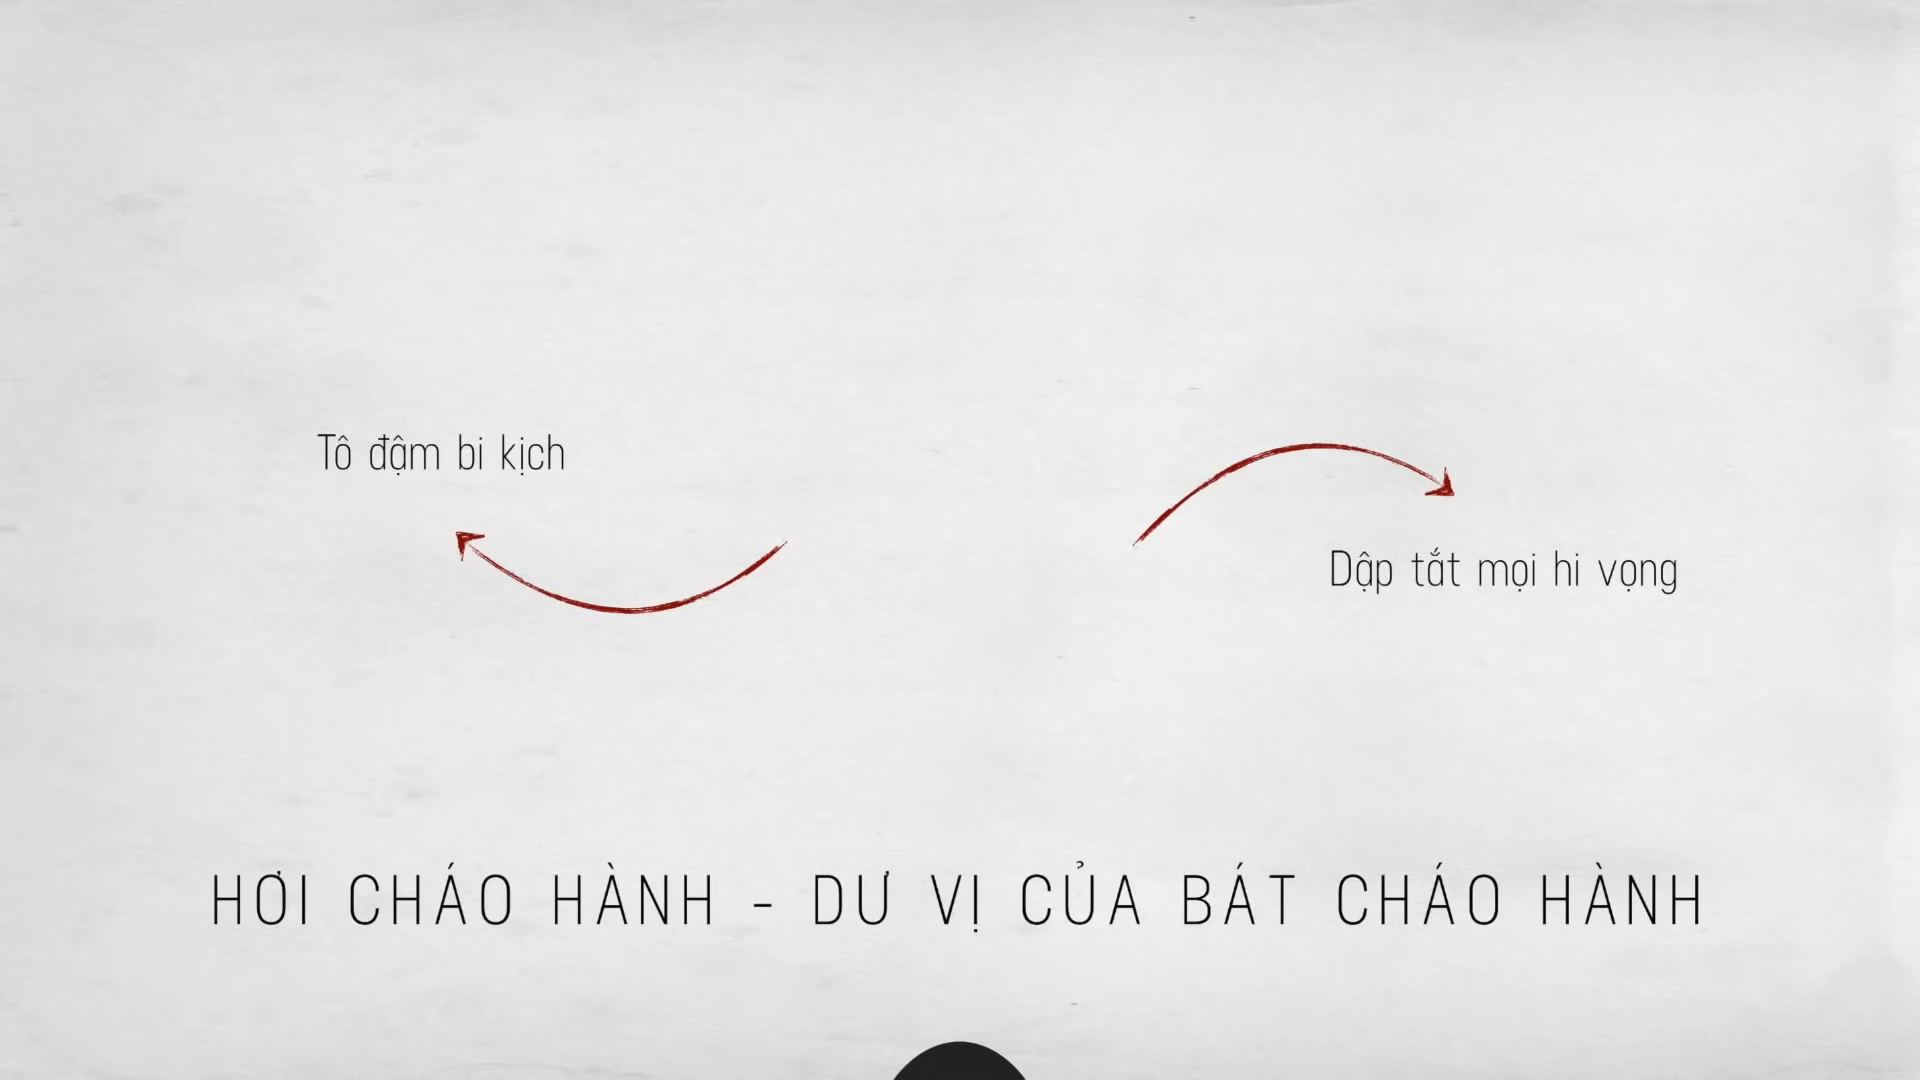 Tô đậm bi kịch
Dập tắt mọi hi vọng
HƠI CHÁO HÀNH - DƯ VỊ CỦA BÁT CHÁO HÀNH